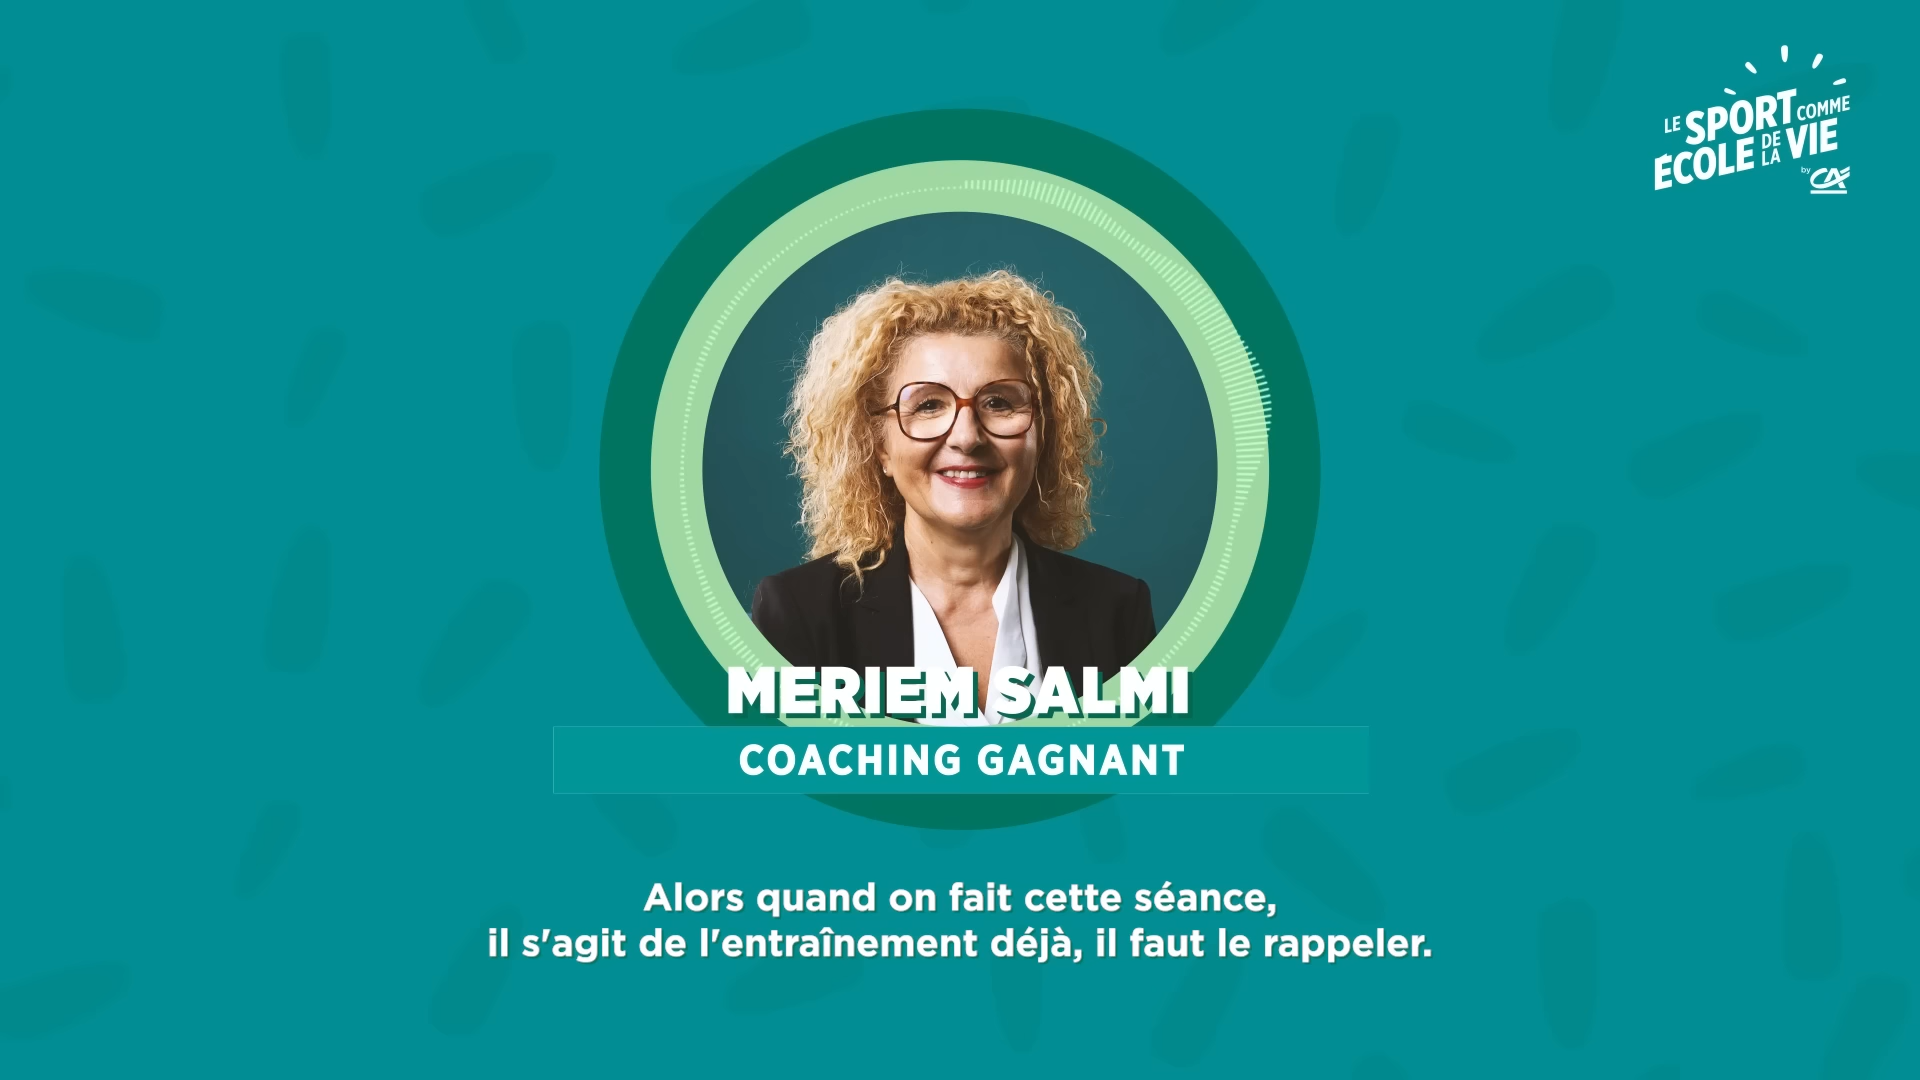 LE SPORT COMME
ÉCOLE DE LA VIE
by CA
MERIEM SALMI
COACHING GAGNANT
Alors quand on fait cette séance,
il s'agit de l'entraînement déjà, il faut le rappeler.